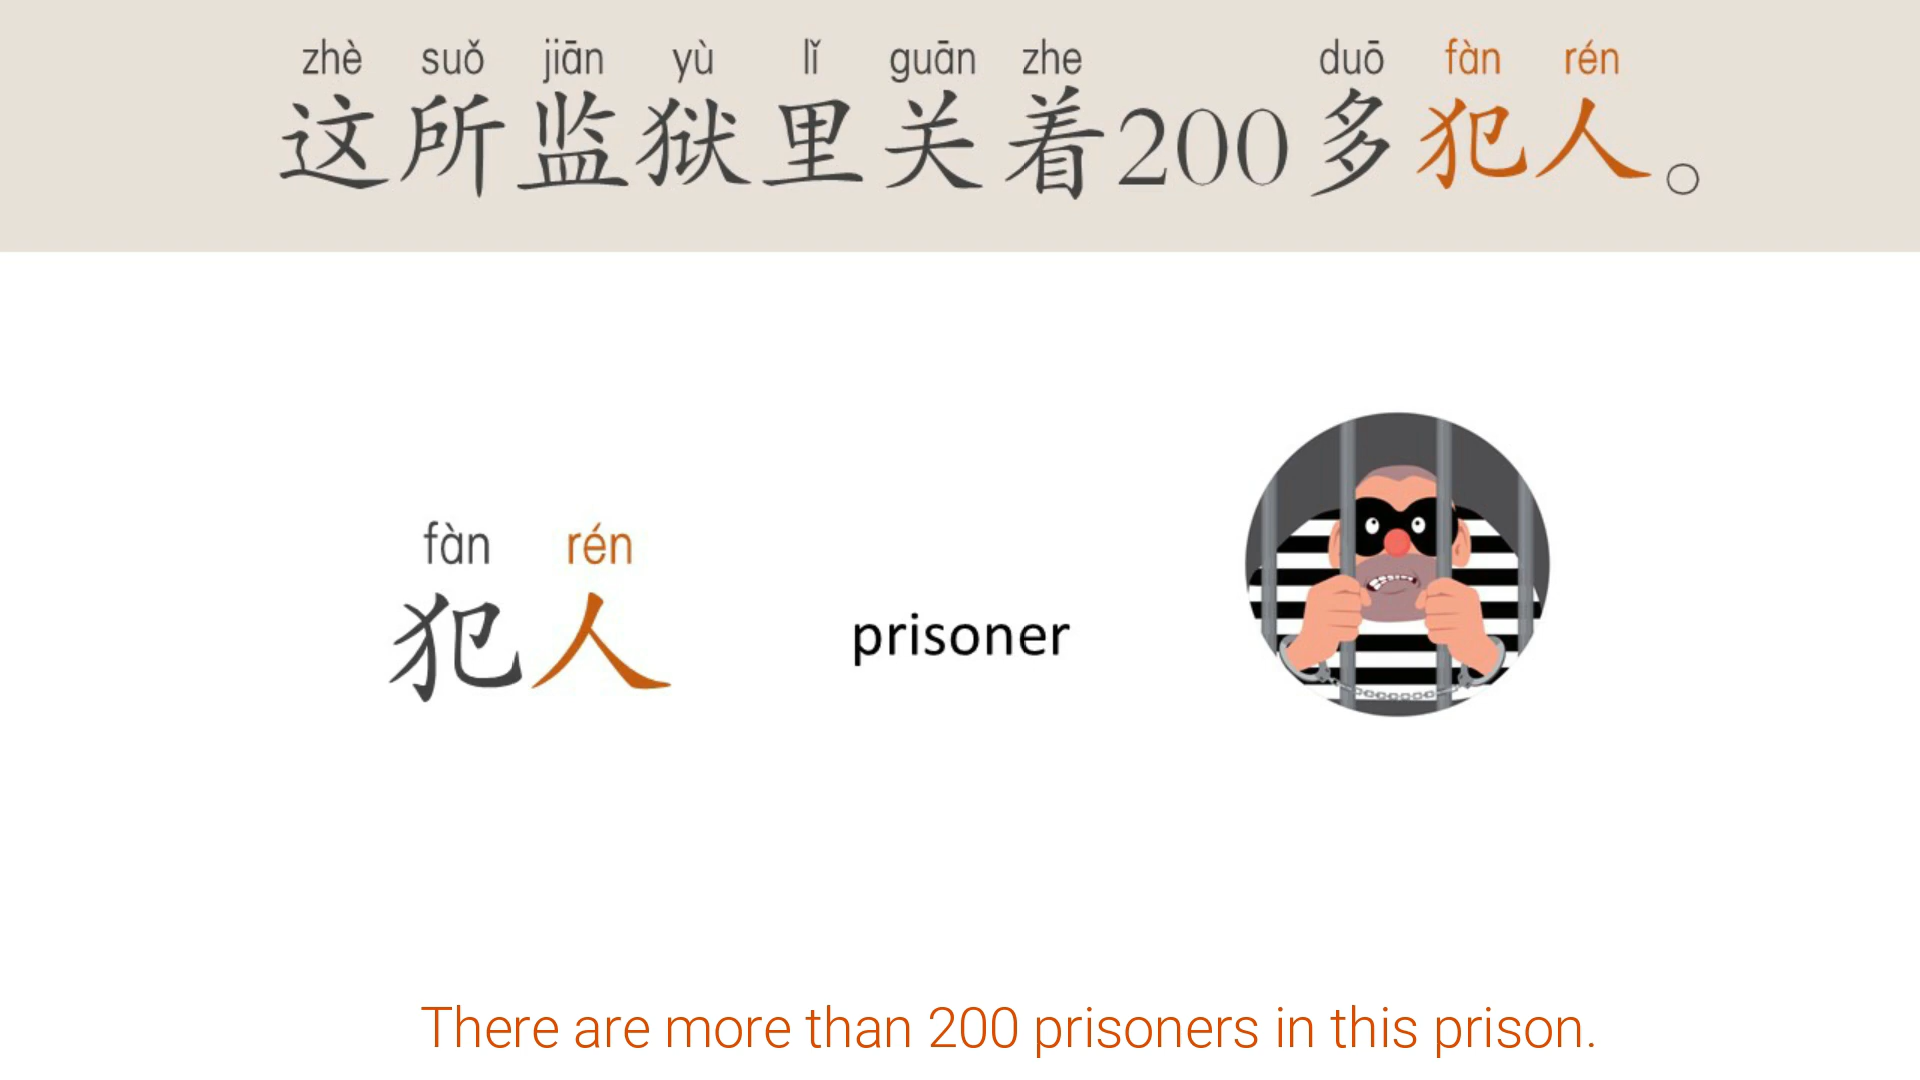 zhè suǒ jiān yù lǐ guān zhe duō fàn rén
这所监狱里关着200多犯人。
fàn rén
犯人
prisoner
There are more than 200 prisoners in this prison.